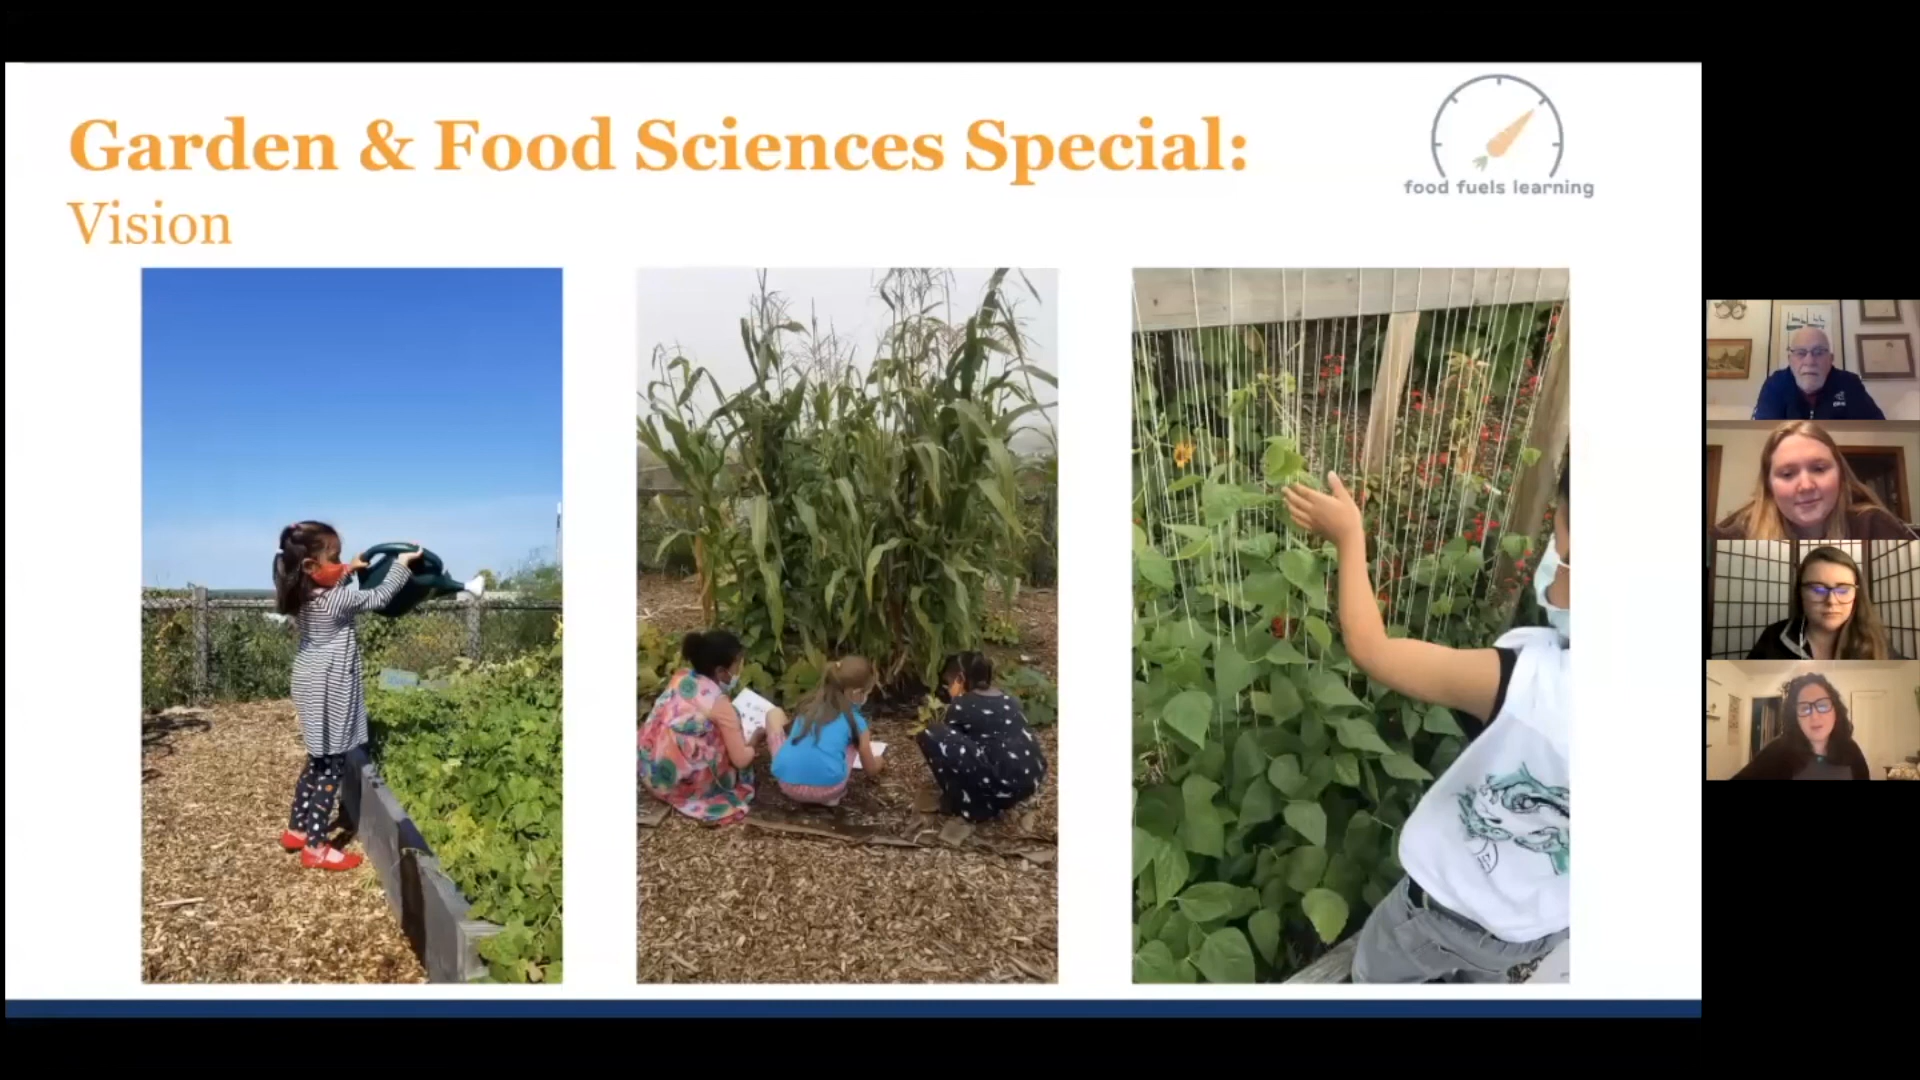 Garden & Food Sciences Special:
Vision
food fuels learning